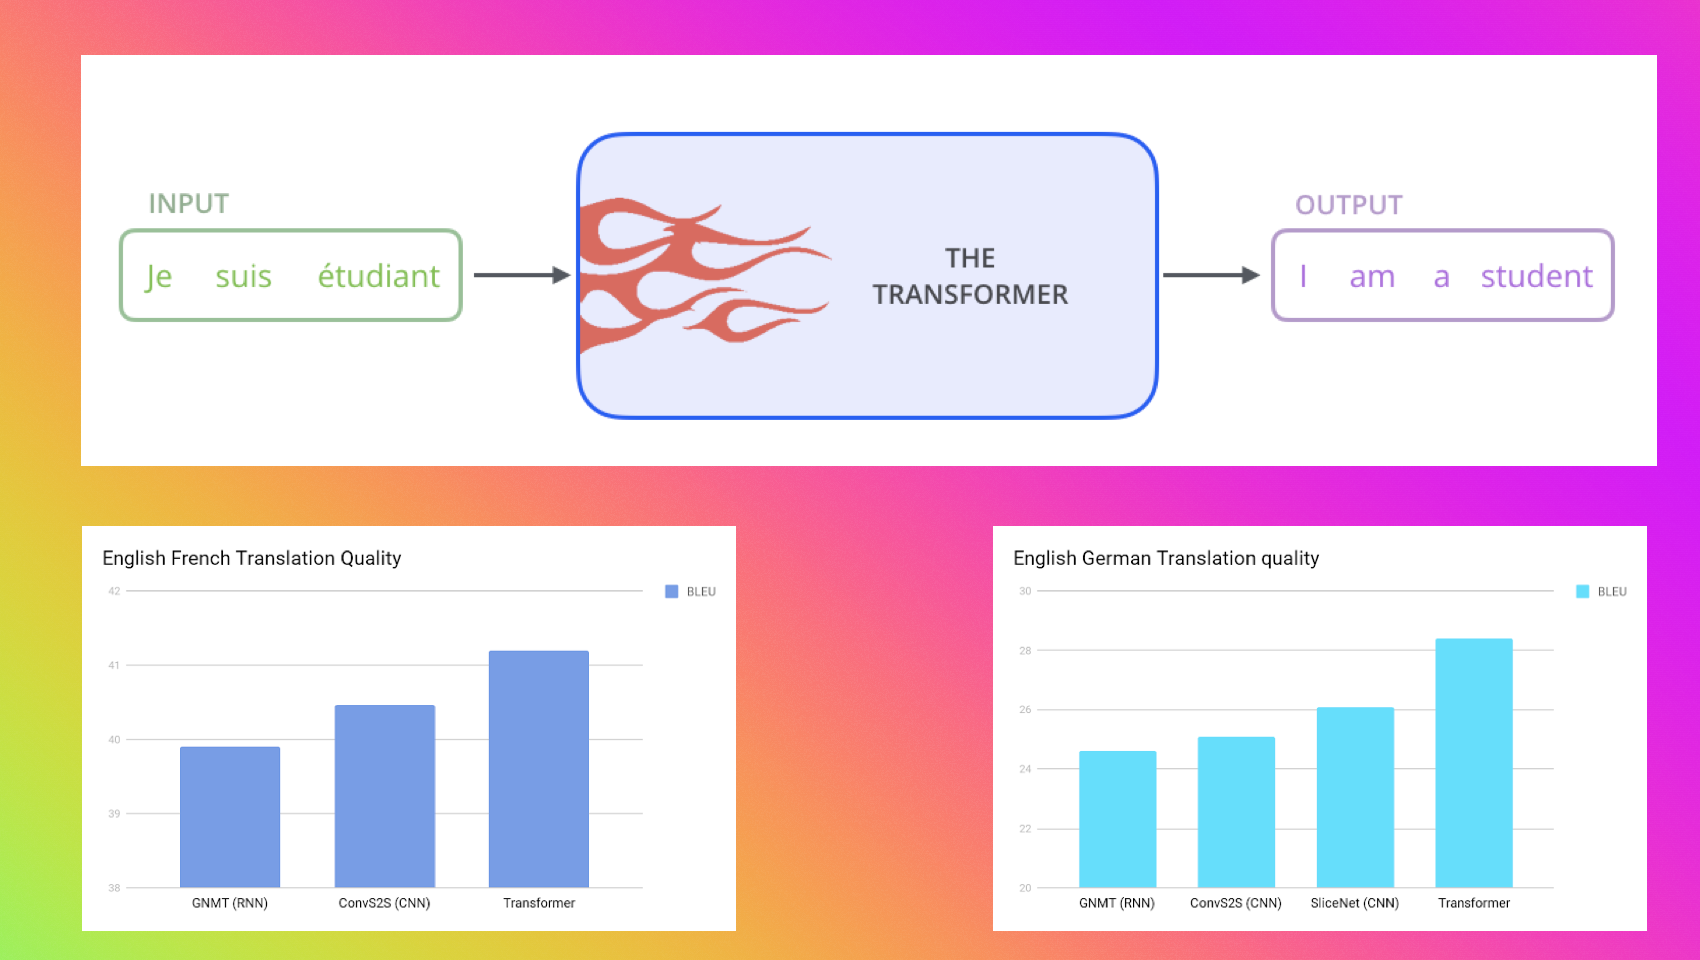 INPUT
Je suis étudiant
THE
TRANSFORMER
OUTPUT
I am a student
English French Translation Quality
BLEU
42
41
40
39
38
GNMT (RNN) ConvS2S (CNN) Transformer
English German Translation quality
BLEU
30
28
26
24
22
20
GNMT (RNN) ConvS2S (CNN) SliceNet (CNN) Transformer